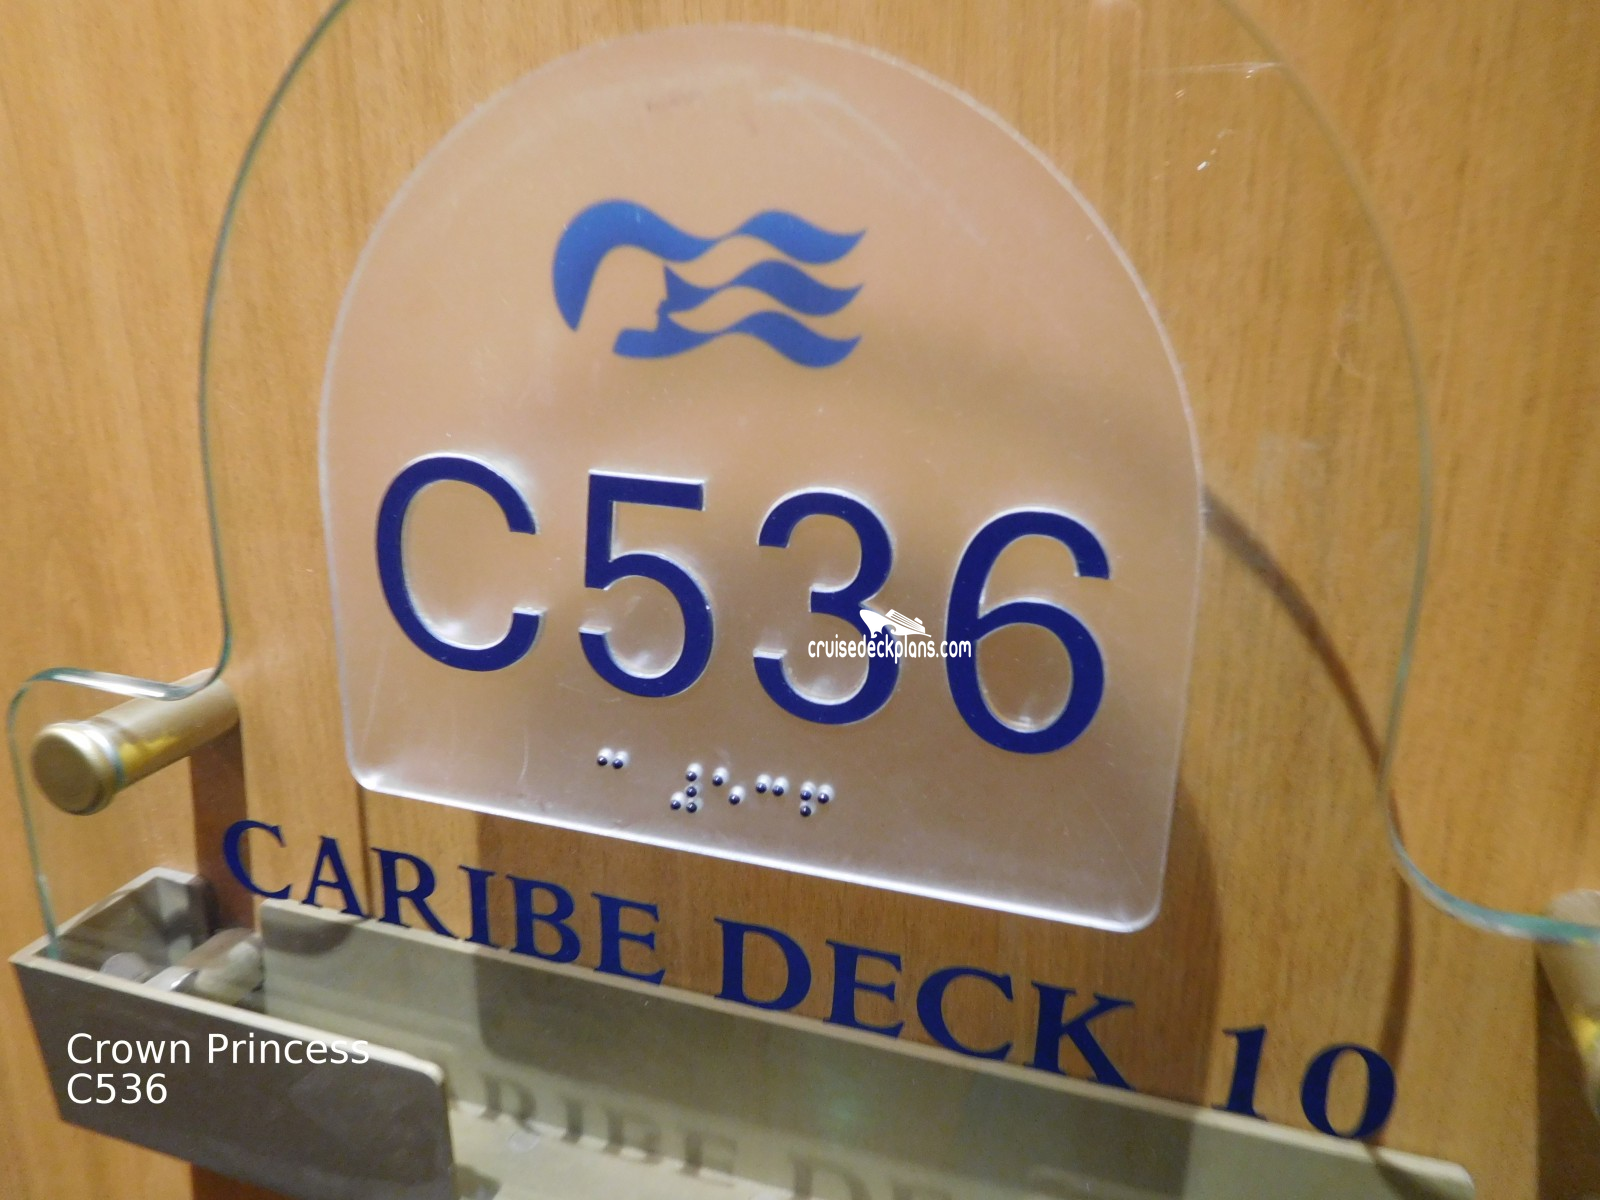 C536
⠉ ⠼⠑⠉⠋
CARIBE DECK 10
cruisedeckplans.com
Crown Princess
C536